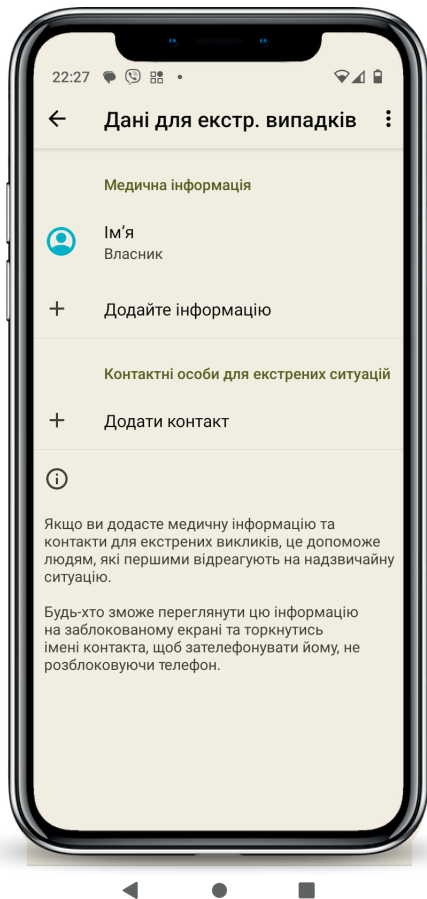 22:27
Дані для екстр. випадків
Медична інформація
Ім’я
Власник
Додайте інформацію
Контактні особи для екстрених ситуацій
Додати контакт
Якщо ви додасте медичну інформацію та
контакти для екстрених викликів, це допоможе
людям, які першими відреагують на надзвичайну
ситуацію.
Будь-хто зможе переглянути цю інформацію
на заблокованому екрані та торкнутись
імені контакта, щоб зателефонувати йому, не
розблоковуючи телефон.